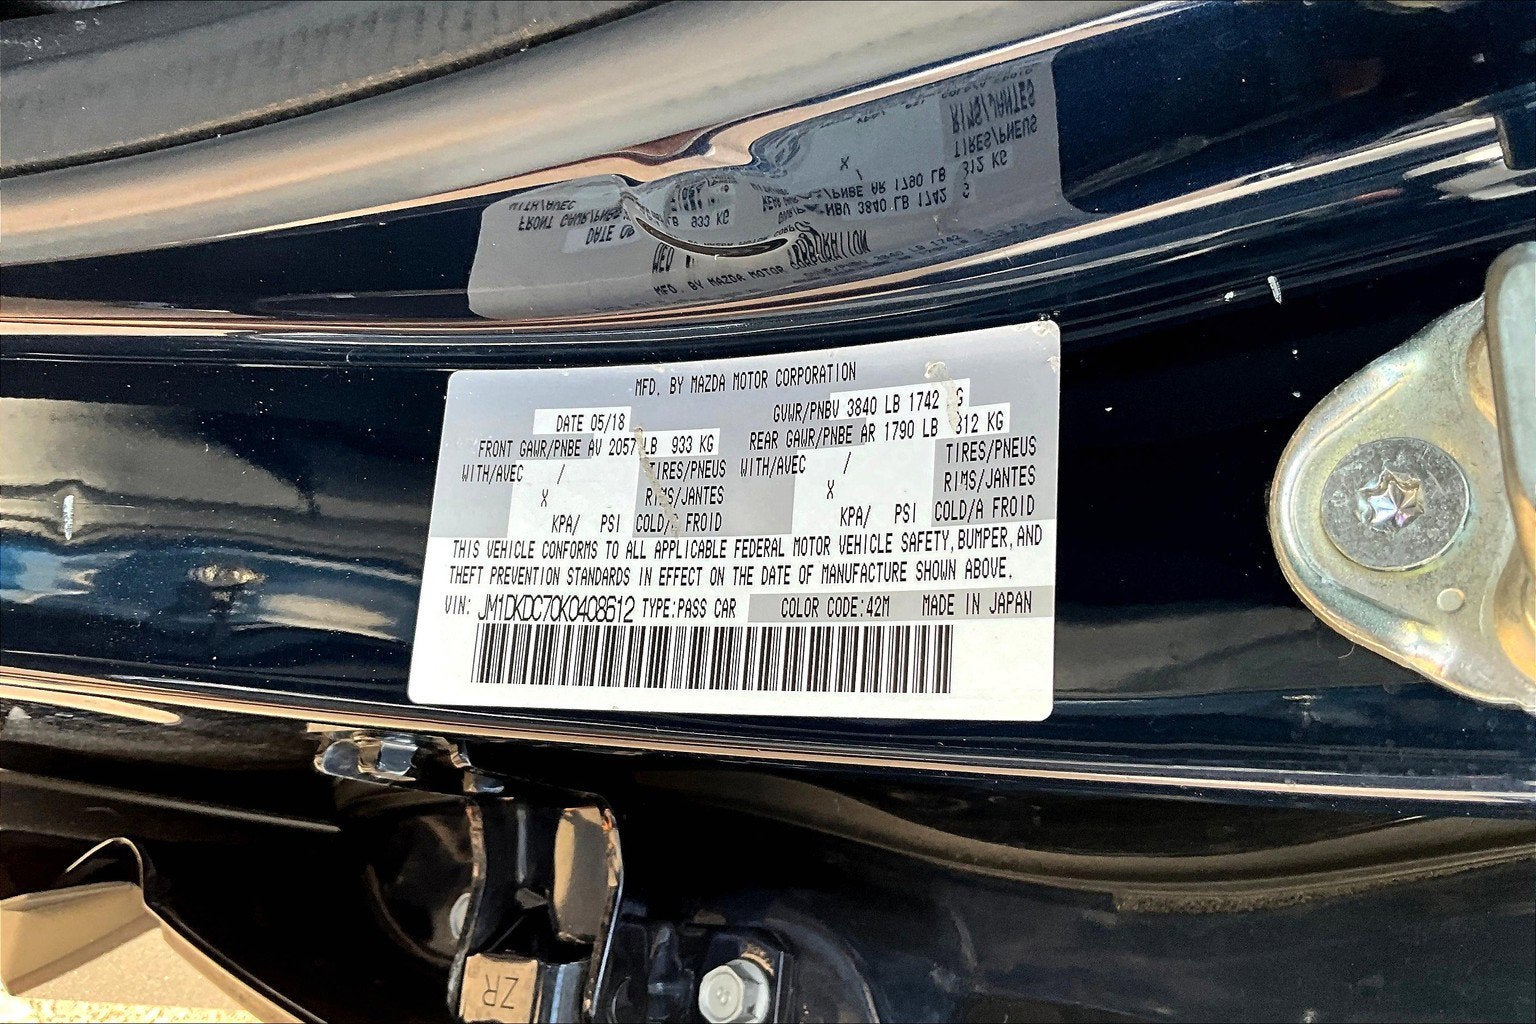 MFD. BY MAZDA MOTOR CORPORATION
DATE 05/18 GVWR/PNBV 3840 LB 1742
FRONT GAWR/PNBE AV 2057 LB 933 KG REAR GAWR/PNBE AR 1790 LB 812 KG
WITH/AVEC / TIRES/PNEUS WITH/AVEC / TIRES/PNEUS
X RIMS/JANTES X RIMS/JANTES
KPA/ PSI COLD/A FROID KPA/ PSI COLD/A FROID
THIS VEHICLE CONFORMS TO ALL APPLICABLE FEDERAL MOTOR VEHICLE SAFETY, BUMPER, AND
THEFT PREVENTION STANDARDS IN EFFECT ON THE DATE OF MANUFACTURE SHOWN ABOVE.
VIN: JM1DKDC70K0408612 TYPE:PASS CAR COLOR CODE:42M MADE IN JAPAN
ZR